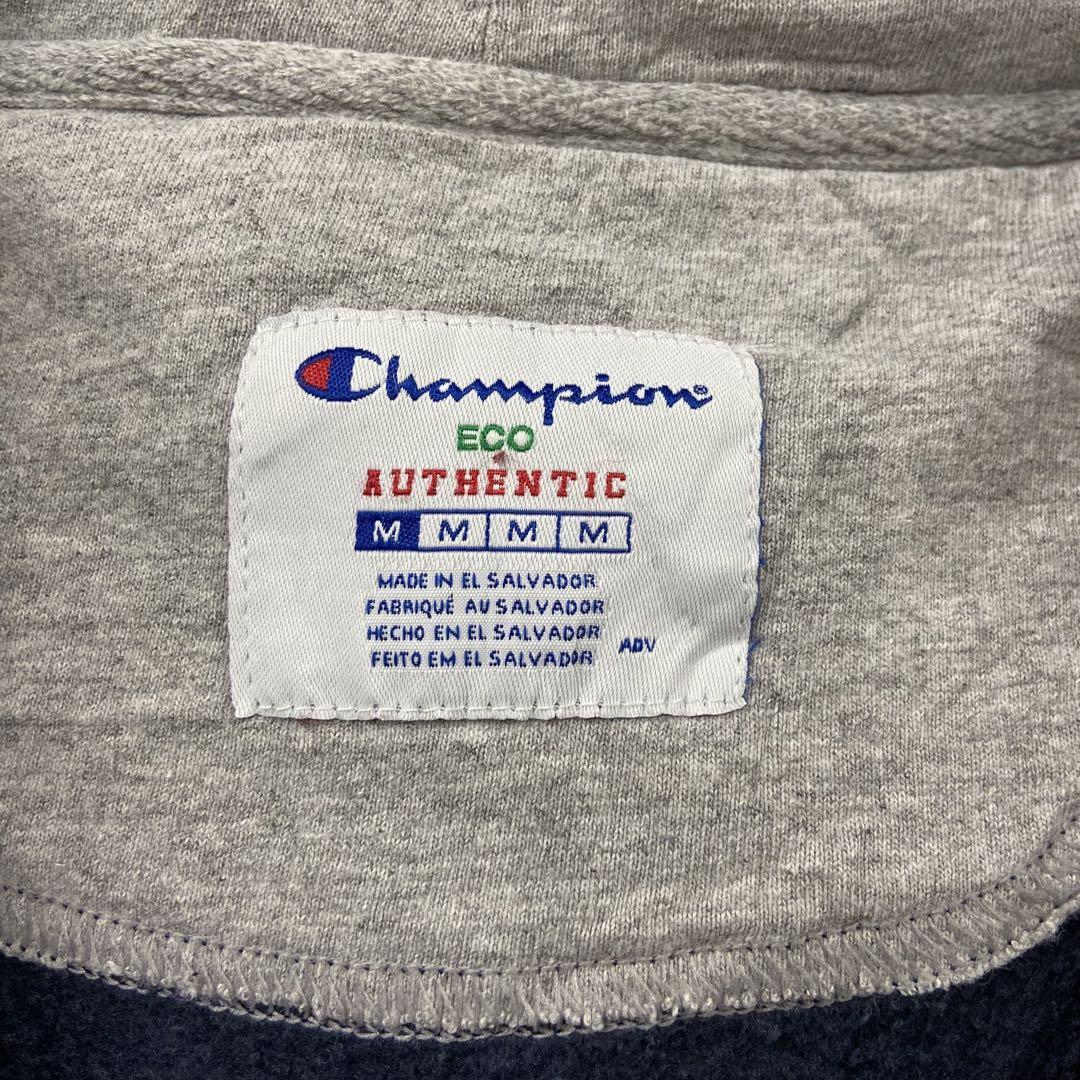 Champion®
ECO
AUTHENTIC
M M M M
MADE IN EL SALVADOR
FABRIQUÉ AU SALVADOR
HECHO EN EL SALVADOR
FEITO EM EL SALVADOR
ADV